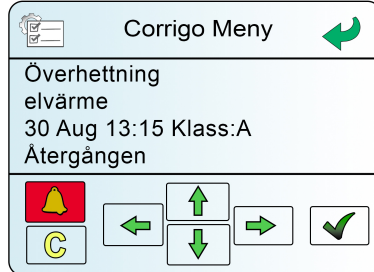 Corrigo Meny
Överhettning
elvärme
30 Aug 13:15 Klass:A
Återgången
C